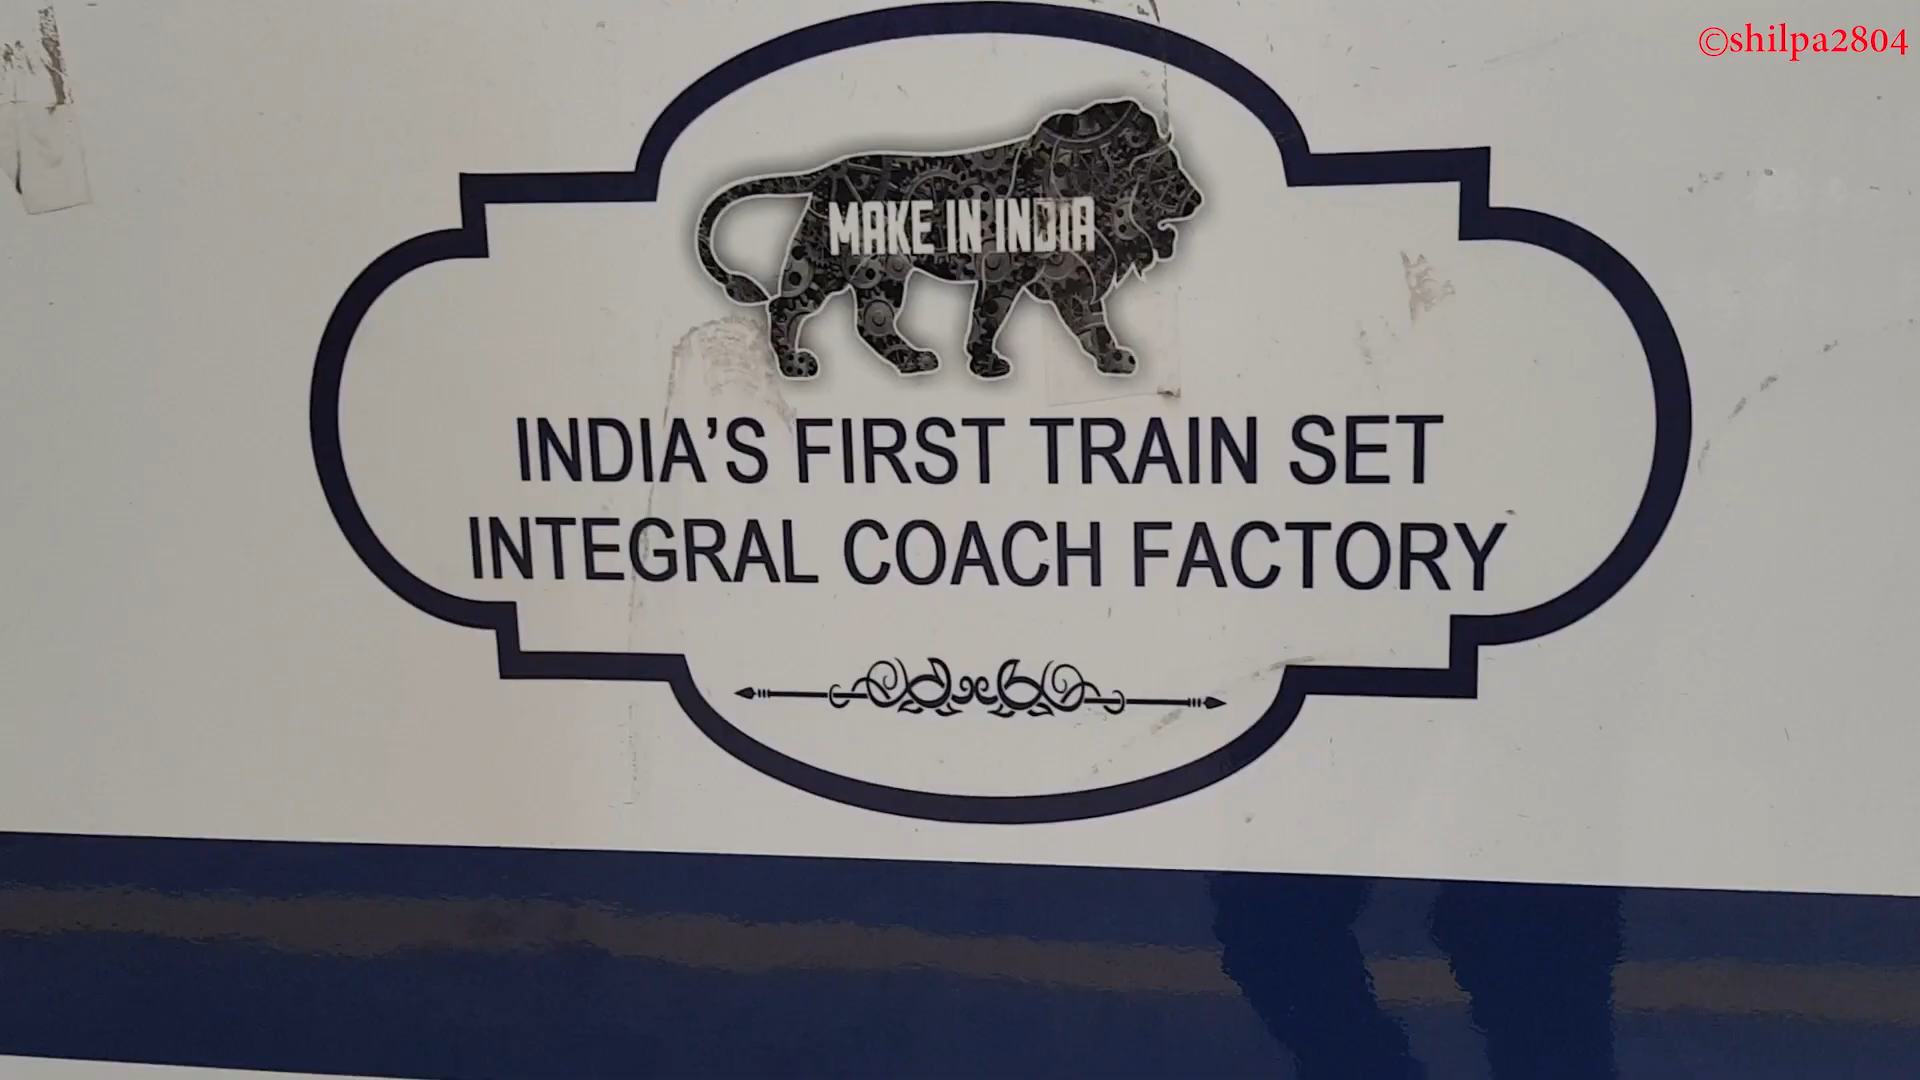 ©shilpa2804
MAKE IN INDIA
INDIA'S FIRST TRAIN SET
INTEGRAL COACH FACTORY